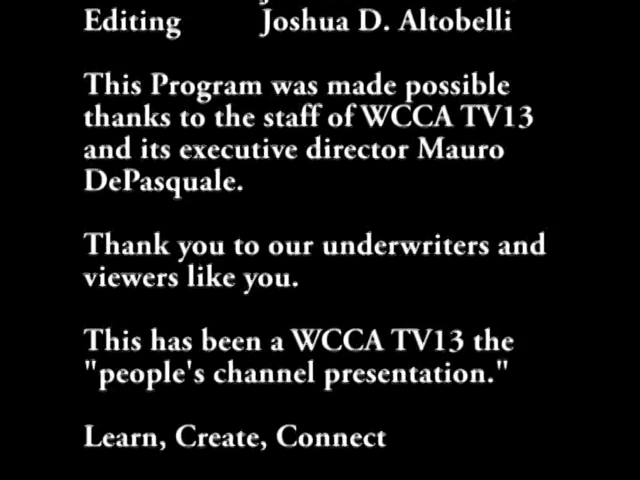 Editing Joshua D. Altobelli
This Program was made possible
thanks to the staff of WCCA TV13
and its executive director Mauro
DePasquale.
Thank you to our underwriters and
viewers like you.
This has been a WCCA TV13 the
"people's channel presentation."
Learn, Create, Connect